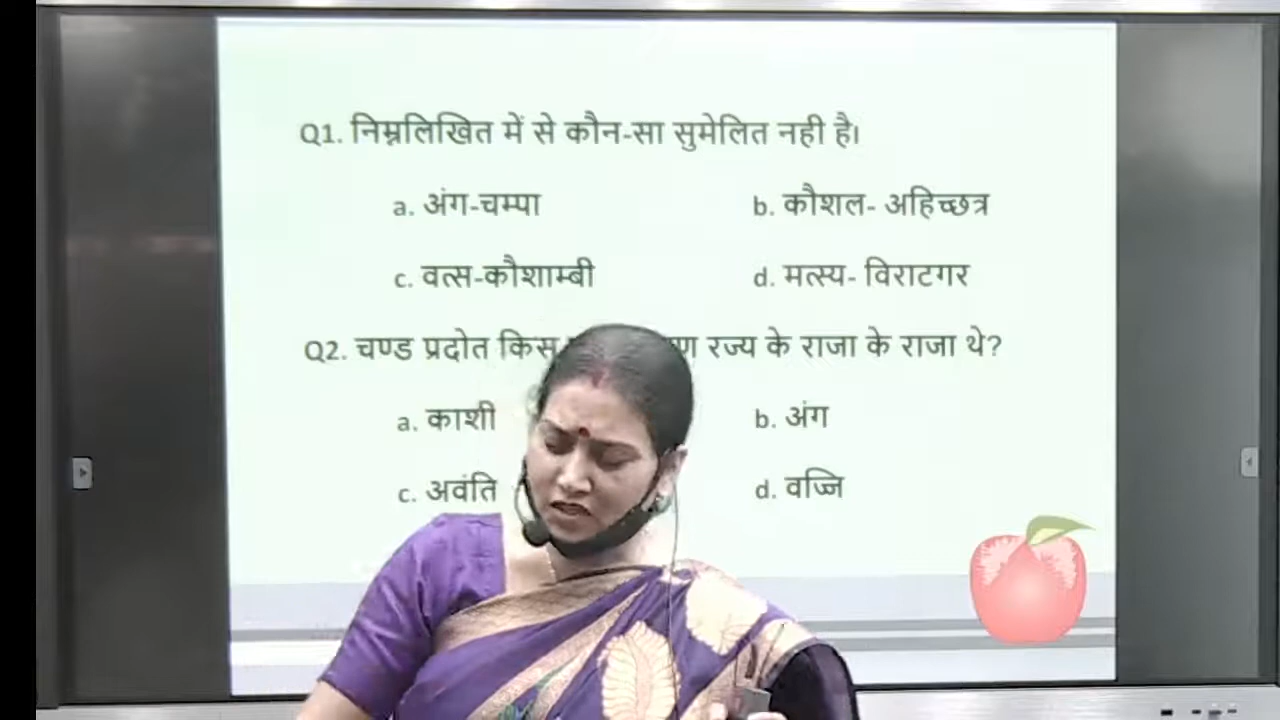 Q1. निम्नलिखित में से कौन-सा सुमेलित नही है।
a. अंग-चम्पा
b. कौशल- अहिच्छत्र
c. वत्स-कौशाम्बी
d. मत्स्य- विराटगर
Q2. चण्ड प्रदोत किस रज्य के राजा के राजा थे?
a. काशी
b. अंग
c. अवंति
d. वज्जि